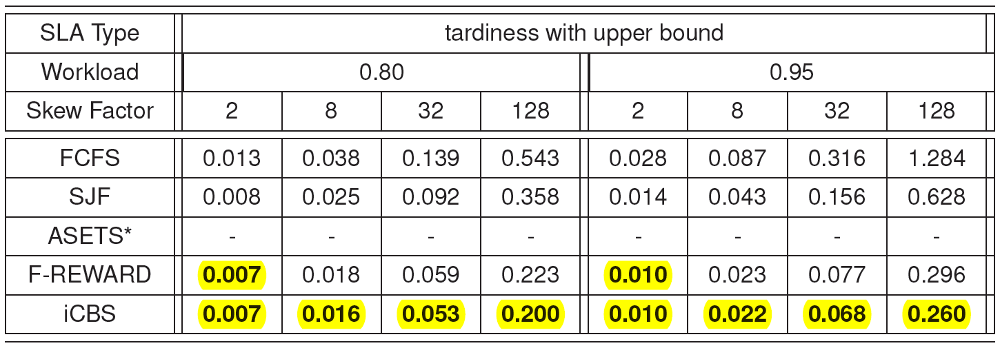 SLA Type tardiness with upper bound
Workload 0.80 0.95
Skew Factor 2 8 32 128 2 8 32 128
FCFS 0.013 0.038 0.139 0.543 0.028 0.087 0.316 1.284
SJF 0.008 0.025 0.092 0.358 0.014 0.043 0.156 0.628
ASETS* - - - - - - - -
F-REWARD 0.007 0.018 0.059 0.223 0.010 0.023 0.077 0.296
iCBS 0.007 0.016 0.053 0.200 0.010 0.022 0.068 0.260